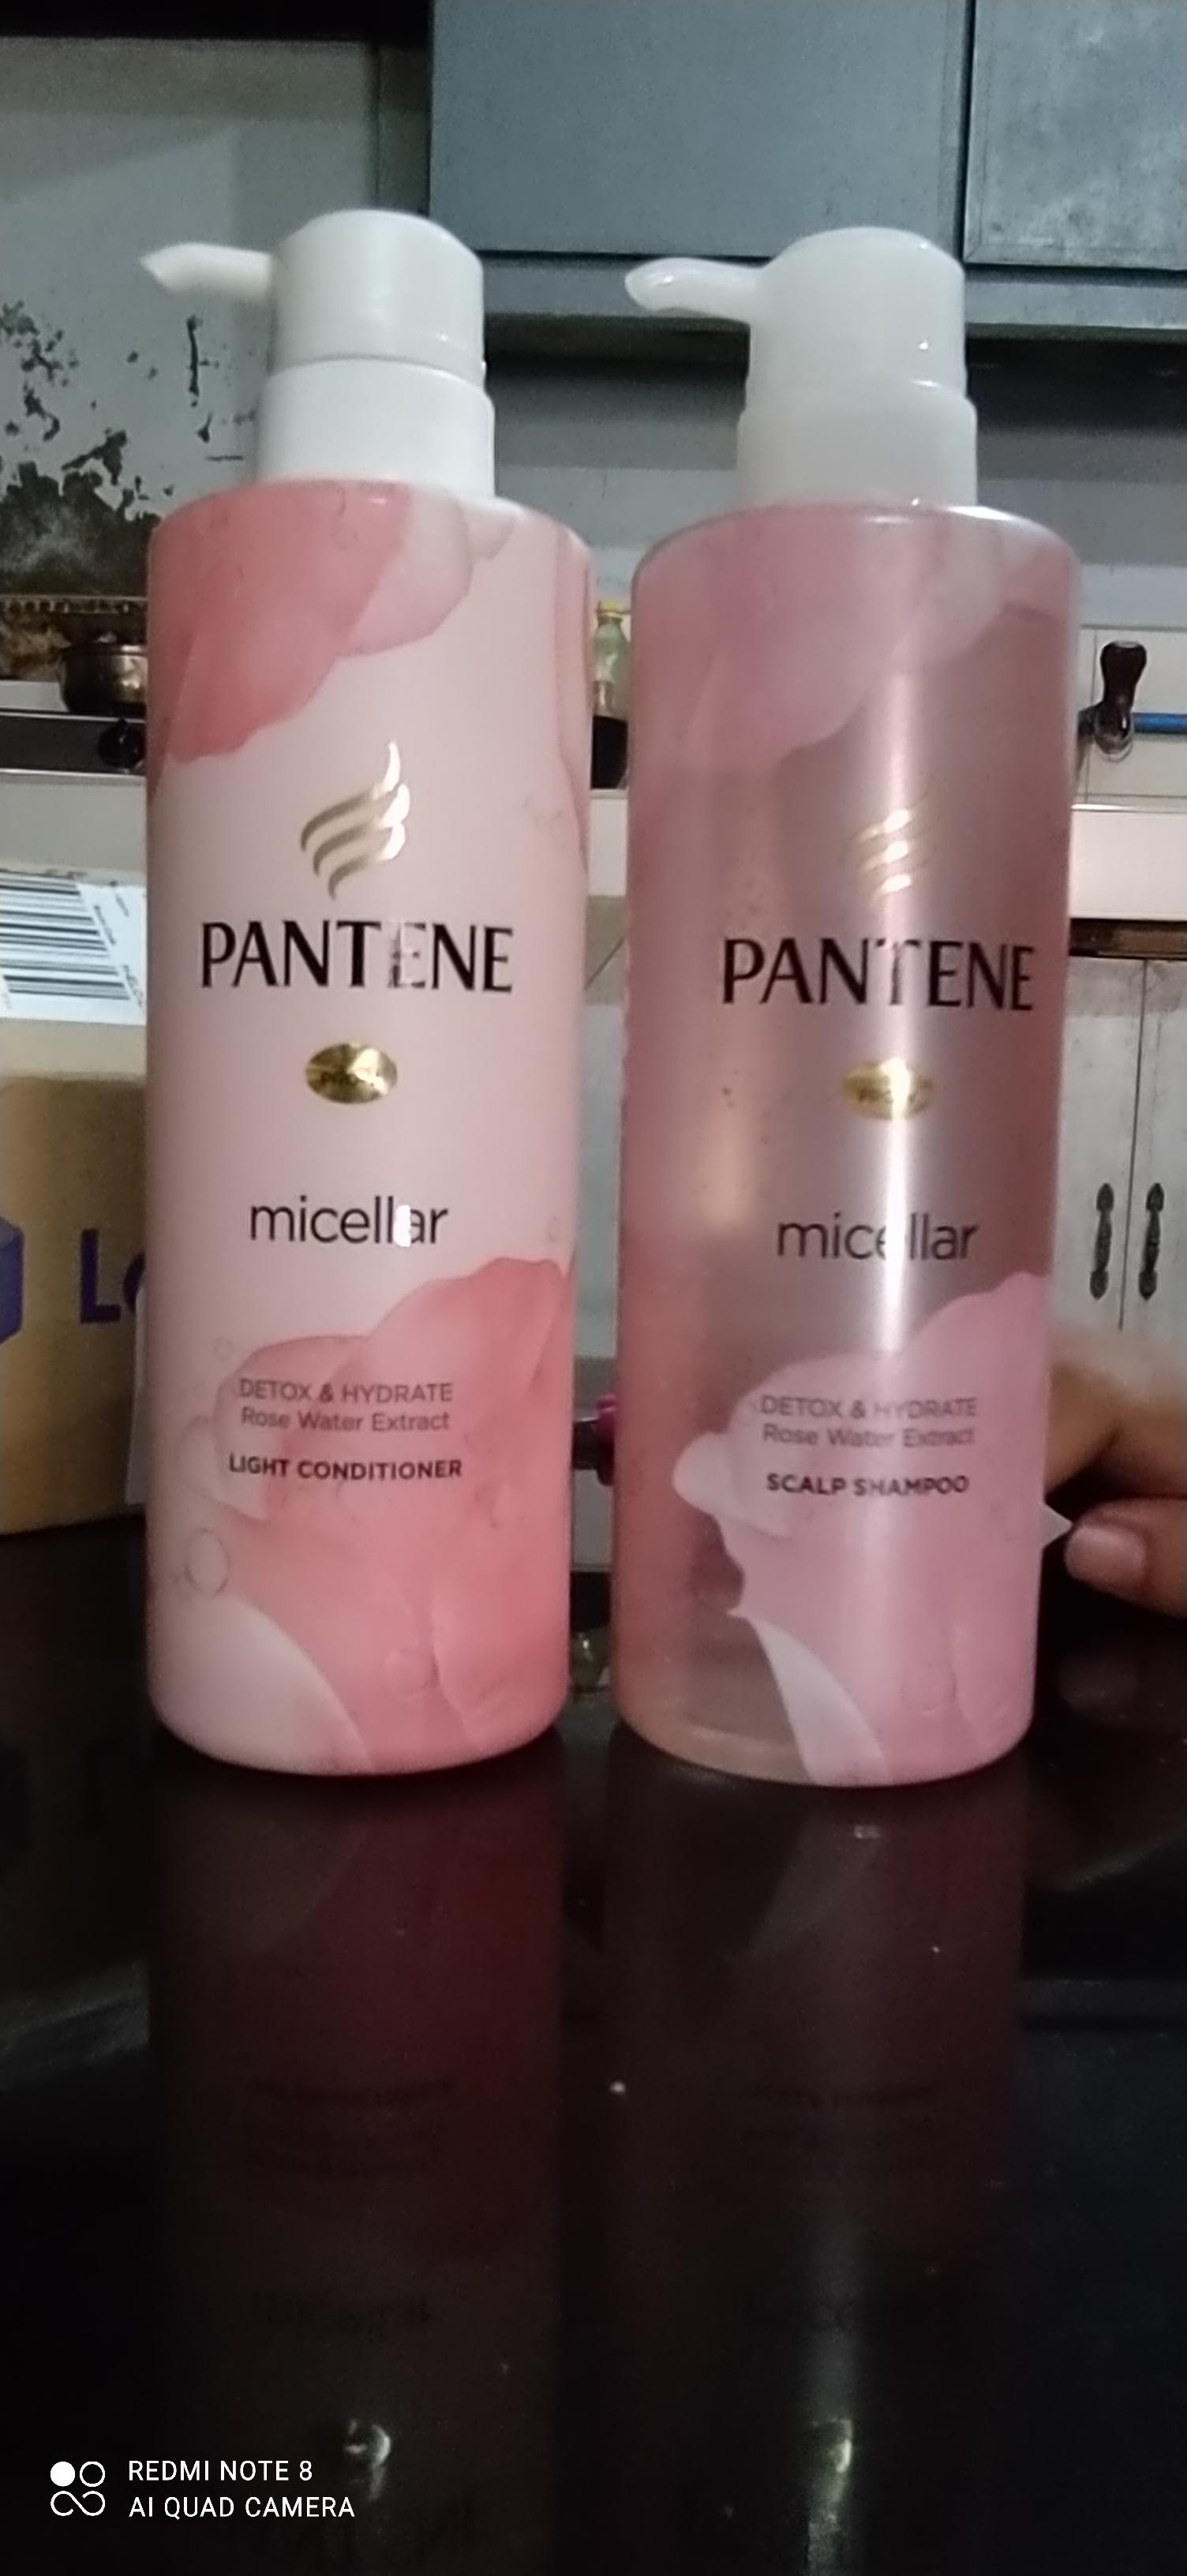 PANTENE
micellar
DETOX & HYDRATE
Rose Water Extract
LIGHT CONDITIONER
PANTENE
micellar
DETOX & HYDRATE
Rose Water Extract
SCALP SHAMPOO
REDMI NOTE 8
AI QUAD CAMERA